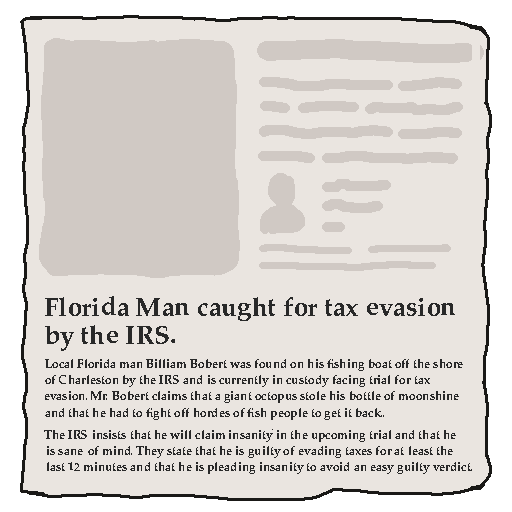 Florida Man caught for tax evasion
by the IRS.
Local Florida man Billiam Bobert was found on his fishing boat off the shore
of Charleston by the IRS and is currently in custody facing trial for tax
evasion. Mr. Bobert claims that a giant octopus stole his bottle of moonshine
and that he had to fight off hordes of fish people to get it back.
The IRS insists that he will claim insanity in the upcoming trial and that he
is sane of mind. They state that he is guilty of evading taxes for at least the
last 12 minutes and that he is pleading insanity to avoid an easy guilty verdict.